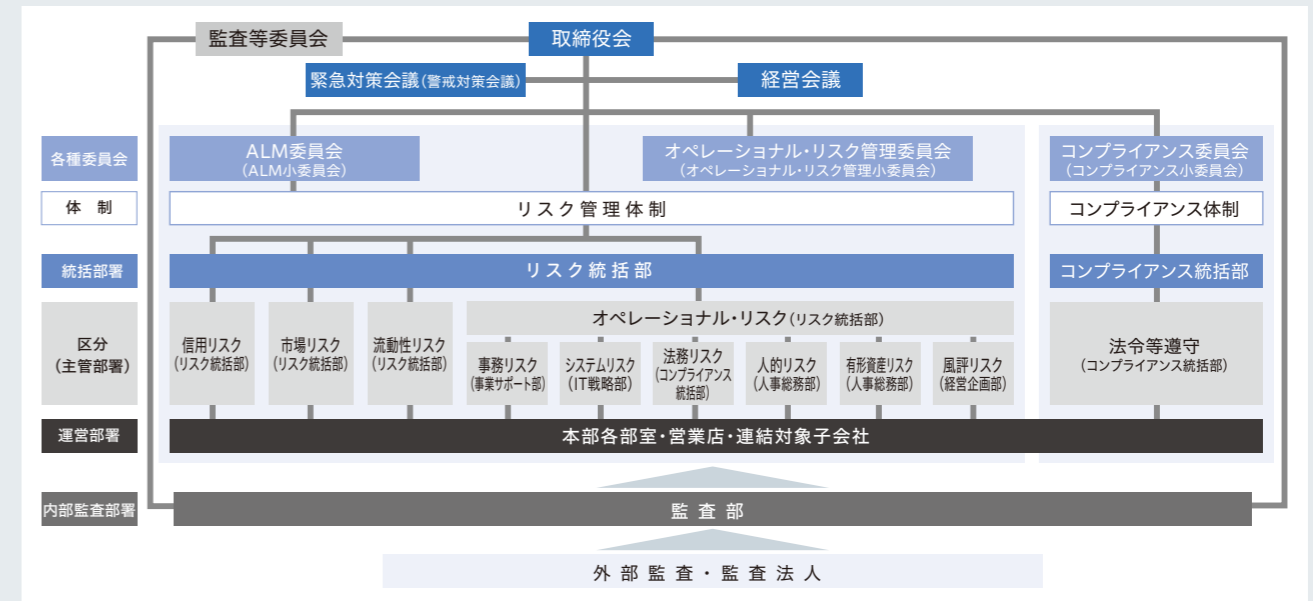 監査等委員会
取締役会
緊急対策会議(警戒対策会議)
経営会議
各種委員会
ALM委員会
(ALM小委員会)
オペレーショナル・リスク管理委員会
(オペレーショナル・リスク管理小委員会)
コンプライアンス委員会
(コンプライアンス小委員会)
体 制
リスク管理体制
コンプライアンス体制
統括部署
リスク統括部
コンプライアンス統括部
区分
(主管部署)
信用リスク
(リスク統括部)
市場リスク
(リスク統括部)
流動性リスク
(リスク統括部)
オペレーショナル・リスク(リスク統括部)
事務リスク
(事業サポート部)
システムリスク
(IT戦略部)
法務リスク
(コンプライアンス
統括部)
人的リスク
(人事総務部)
有形資産リスク
(人事総務部)
風評リスク
(経営企画部)
法令等遵守
(コンプライアンス統括部)
運営部署
本部各部室・営業店・連結対象子会社
内部監査部署
監査部
外部監査・監査法人